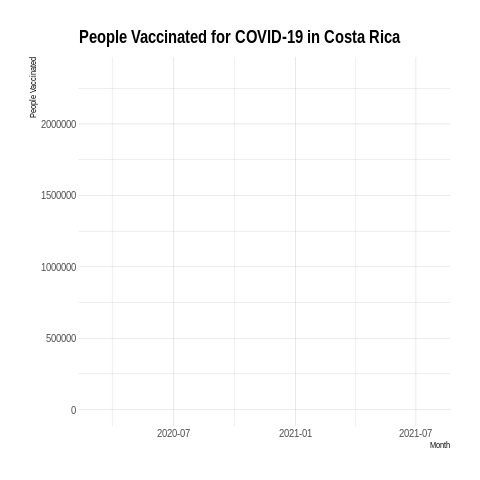 People Vaccinated for COVID-19 in Costa Rica
People Vaccinated
2000000
1500000
1000000
500000
0
2020-07 2021-01 2021-07
Month